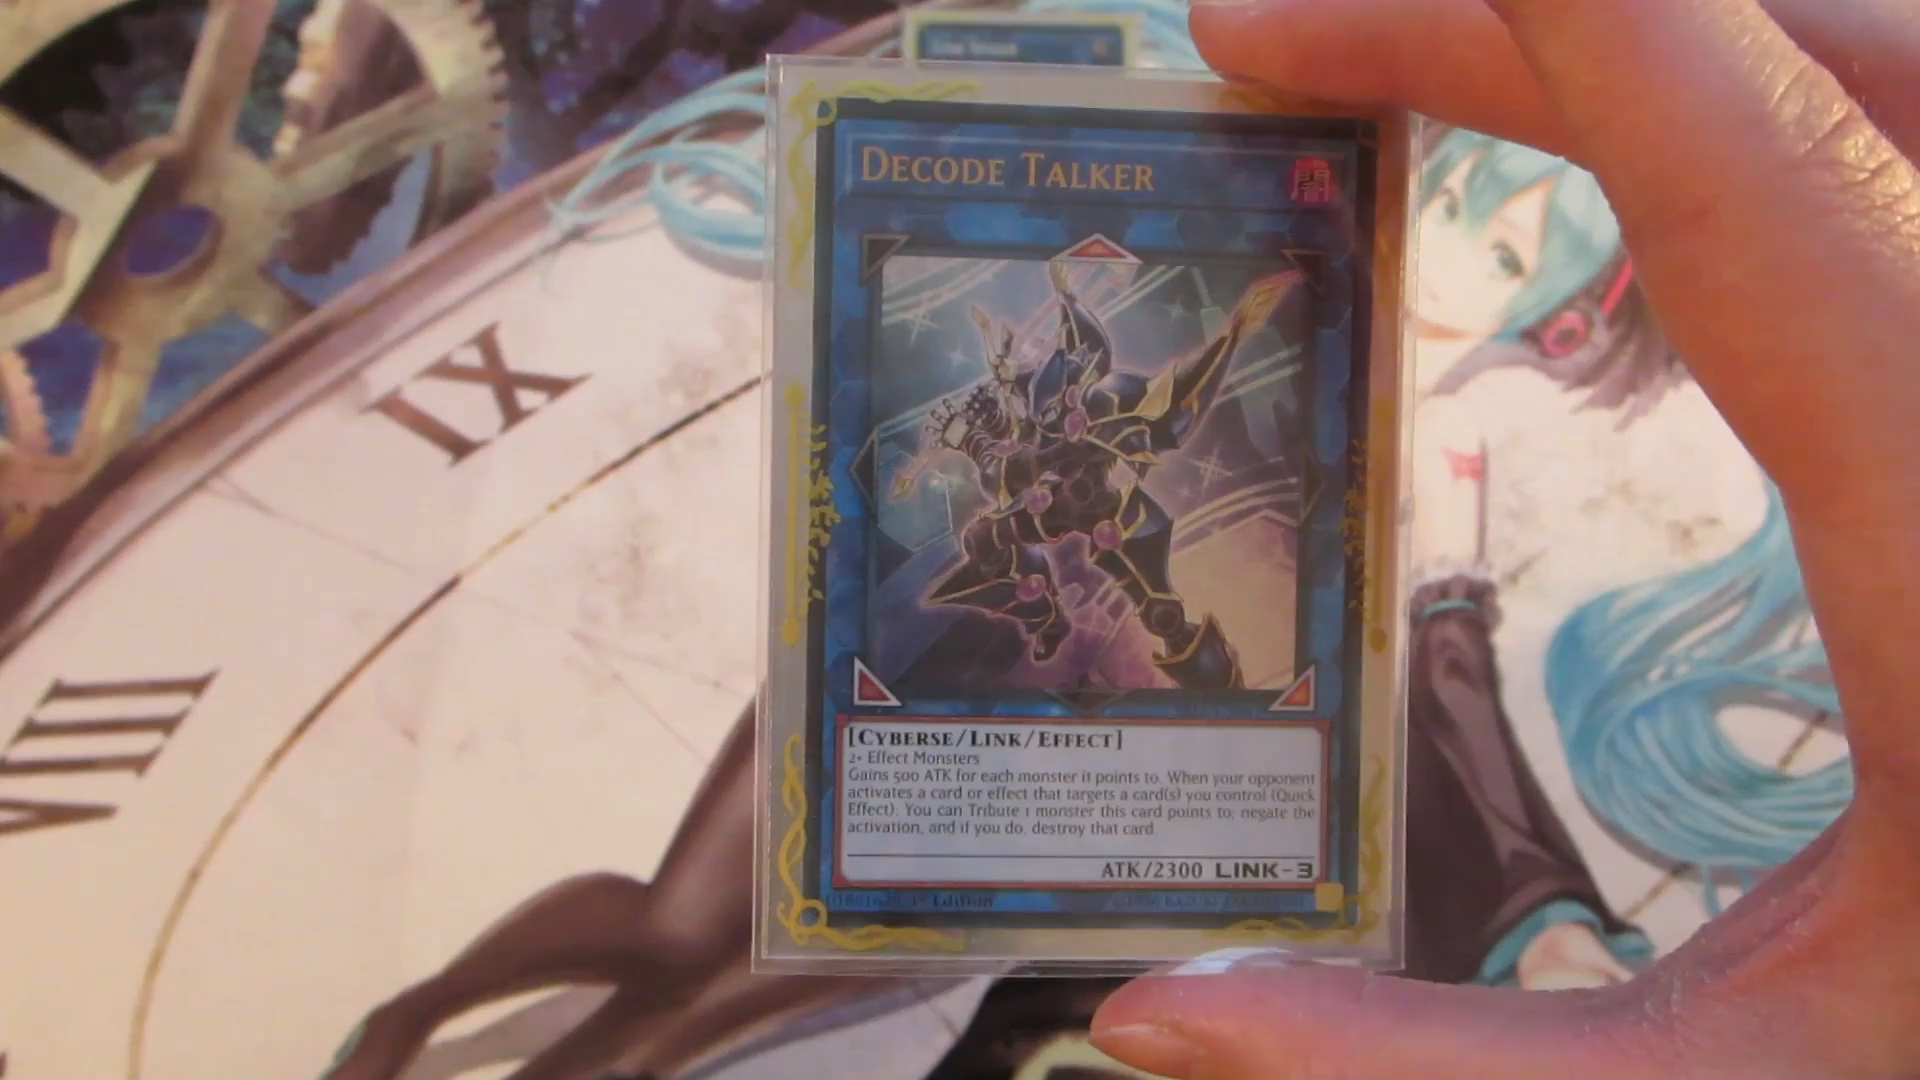 DECODE TALKER
闇
IX
VIII
[CYBERSE/LINK/EFFECT]
2+ Effect Monsters
Gains 500 ATK for each monster it points to. When your opponent
activates a card or effect that targets a card(s) you control (Quick
Effect): You can Tribute 1 monster this card points to; negate the
activation, and if you do, destroy that card.
ATK/2300 LINK-3
1st Edition